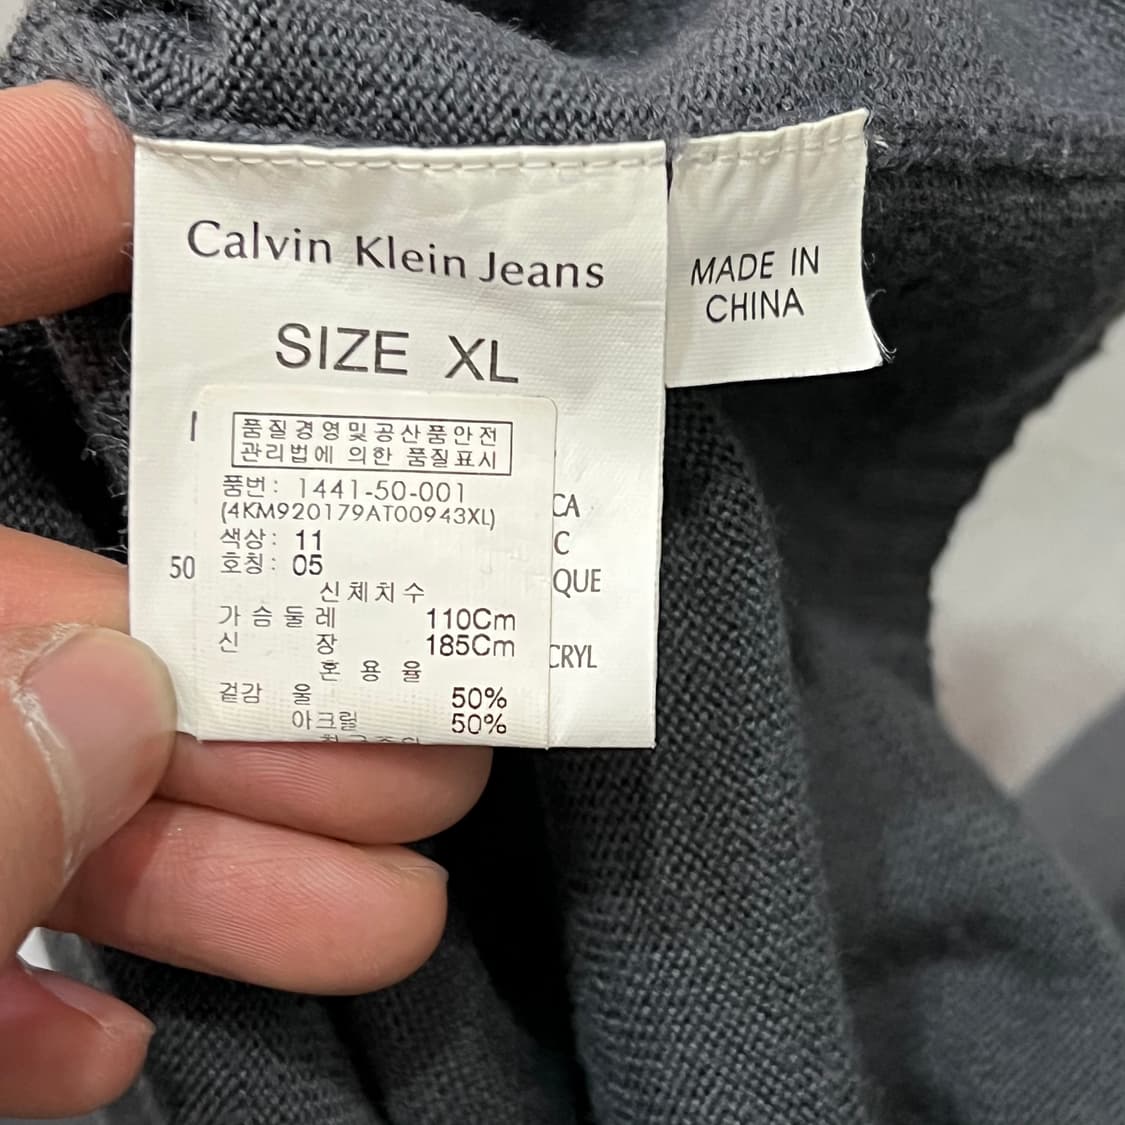 Calvin Klein Jeans
SIZE XL
MADE IN
CHINA
품질경영및공산품안전
관리법에 의한 품질표시
품번: 1441-50-001
(4KM920179AT00943XL)
색상: 11
호칭: 05
신체치수
가슴둘레 110Cm
신장 185Cm
혼용율
겉감 울 50%
아크릴 50%
50
CA
C
QUE
CRYL